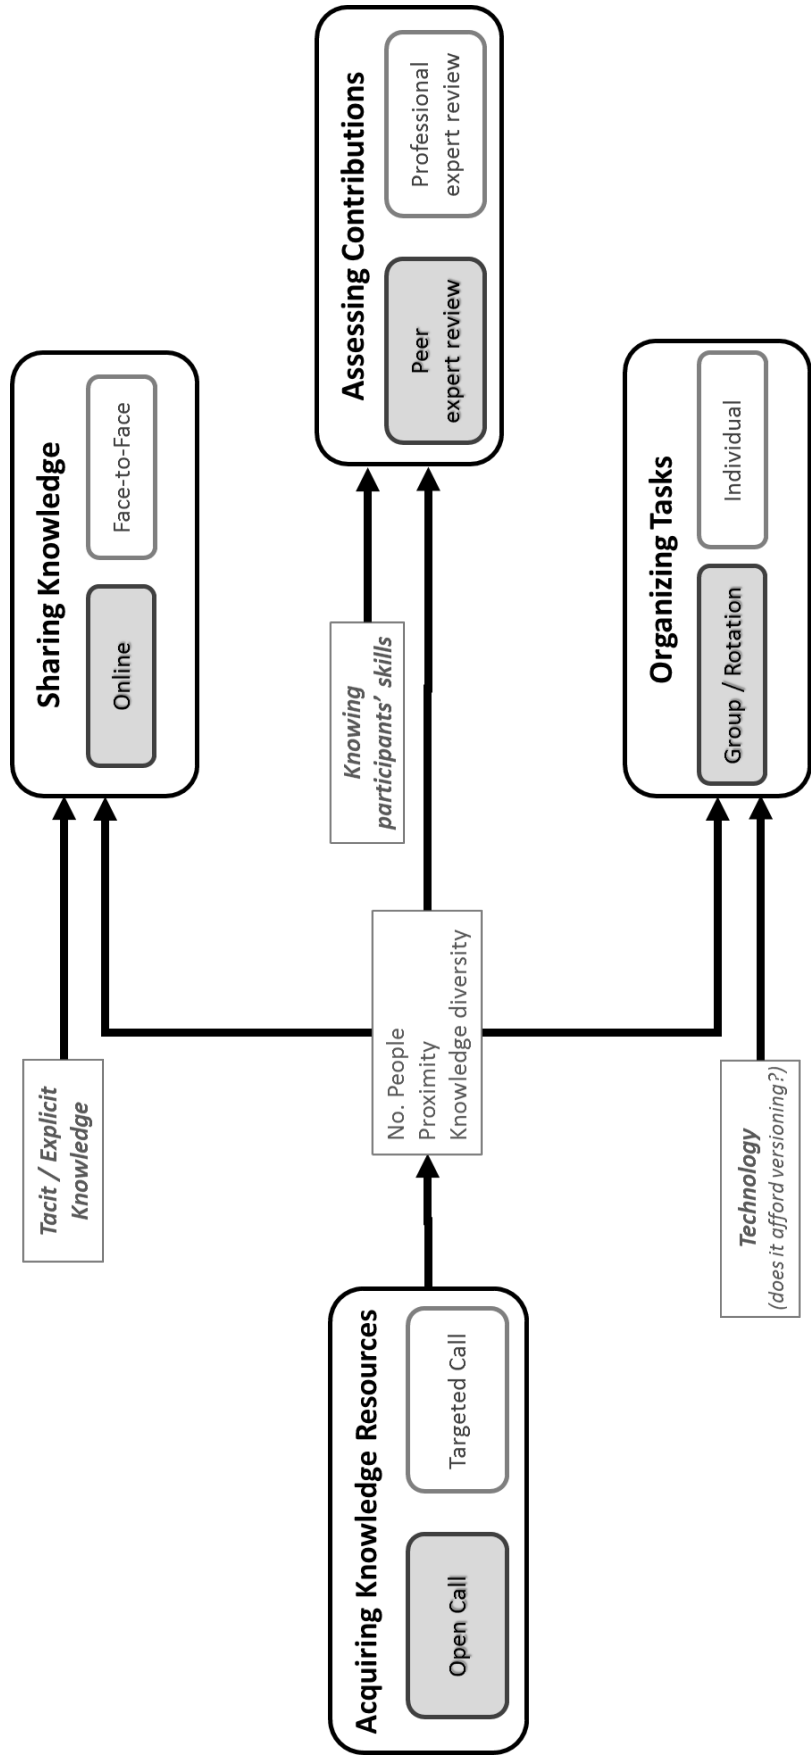 Acquiring Knowledge Resources
Open Call
Targeted Call
Tacit / Explicit
Knowledge
No. People
Proximity
Knowledge diversity
Technology
(does it afford versioning?)
Knowing
participants’ skills
Sharing Knowledge
Online
Face-to-Face
Assessing Contributions
Peer
expert review
Professional
expert review
Organizing Tasks
Group / Rotation
Individual